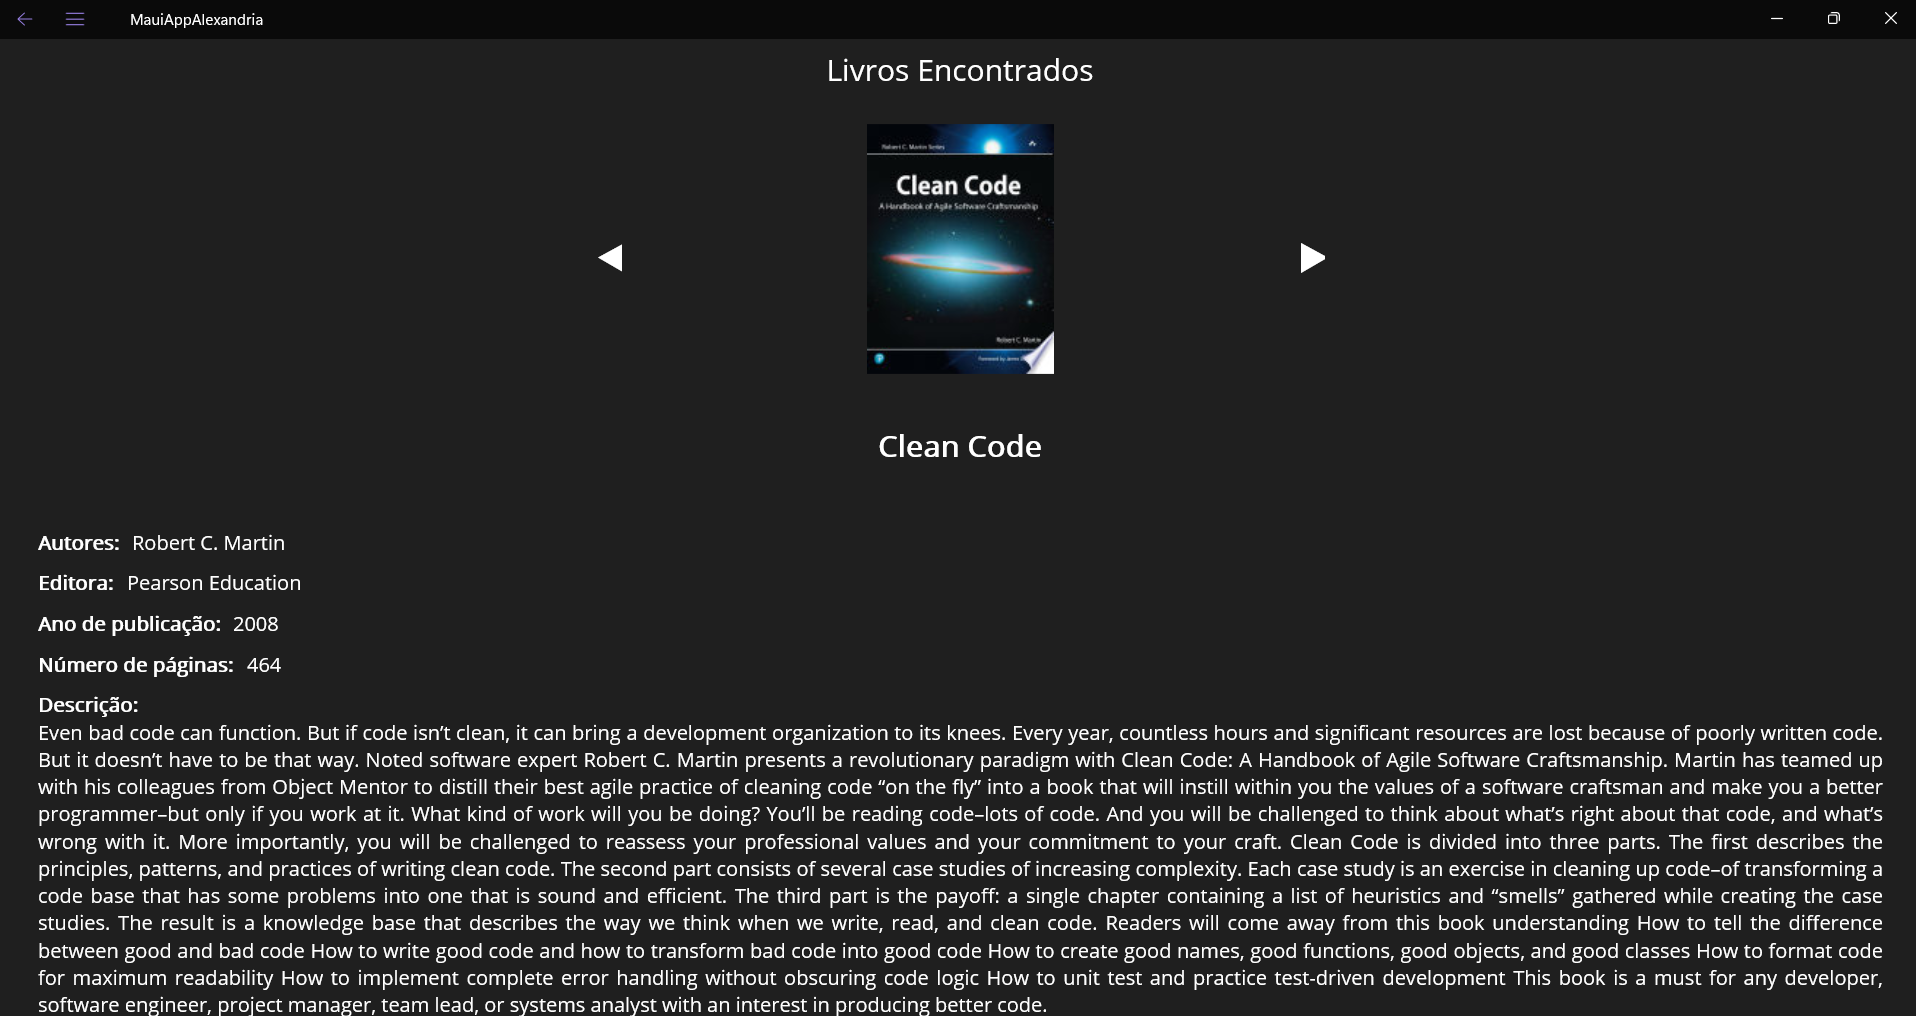 MauiAppAlexandria
Livros Encontrados
Robert C. Martin Series
Clean Code
A Handbook of Agile Software Craftsmanship
Robert C. Martin
Foreword by James
Clean Code
Autores: Robert C. Martin
Editora: Pearson Education
Ano de publicação: 2008
Número de páginas: 464
Descrição:
Even bad code can function. But if code isn’t clean, it can bring a development organization to its knees. Every year, countless hours and significant resources are lost because of poorly written code.
But it doesn’t have to be that way. Noted software expert Robert C. Martin presents a revolutionary paradigm with Clean Code: A Handbook of Agile Software Craftsmanship. Martin has teamed up
with his colleagues from Object Mentor to distill their best agile practice of cleaning code “on the fly” into a book that will instill within you the values of a software craftsman and make you a better
programmer–but only if you work at it. What kind of work will you be doing? You’ll be reading code–lots of code. And you will be challenged to think about what’s right about that code, and what’s
wrong with it. More importantly, you will be challenged to reassess your professional values and your commitment to your craft. Clean Code is divided into three parts. The first describes the
principles, patterns, and practices of writing clean code. The second part consists of several case studies of increasing complexity. Each case study is an exercise in cleaning up code–of transforming a
code base that has some problems into one that is sound and efficient. The third part is the payoff: a single chapter containing a list of heuristics and “smells” gathered while creating the case
studies. The result is a knowledge base that describes the way we think when we write, read, and clean code. Readers will come away from this book understanding How to tell the difference
between good and bad code How to write good code and how to transform bad code into good code How to create good names, good functions, good objects, and good classes How to format code
for maximum readability How to implement complete error handling without obscuring code logic How to unit test and practice test-driven development This book is a must for any developer,
software engineer, project manager, team lead, or systems analyst with an interest in producing better code.